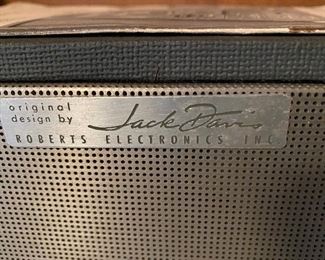 original
design by Jack Davis
ROBERTS ELECTRONICS, INC.